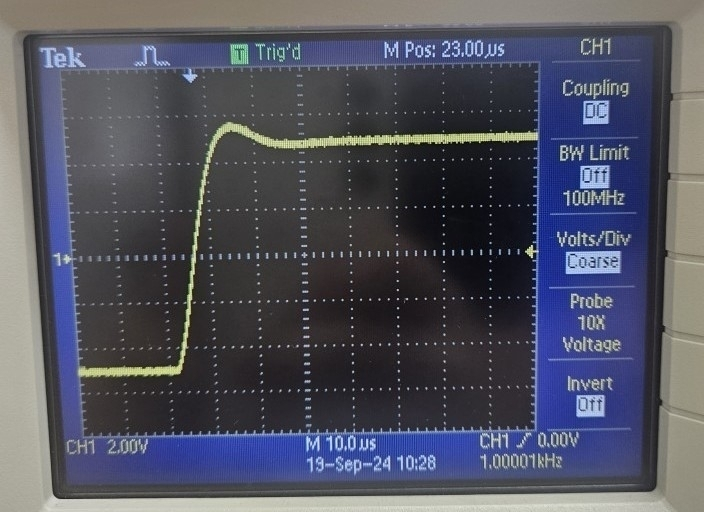 Tek T Trig'd M Pos: 23.00µs CH1
Coupling
DC
BW Limit
Off
100MHz
Volts/Div
Coarse
Probe
10X
Voltage
Invert
Off
1
CH1 2.00V M 10.0µs CH1 0.00V
19-Sep-24 10:28 1.00001kHz